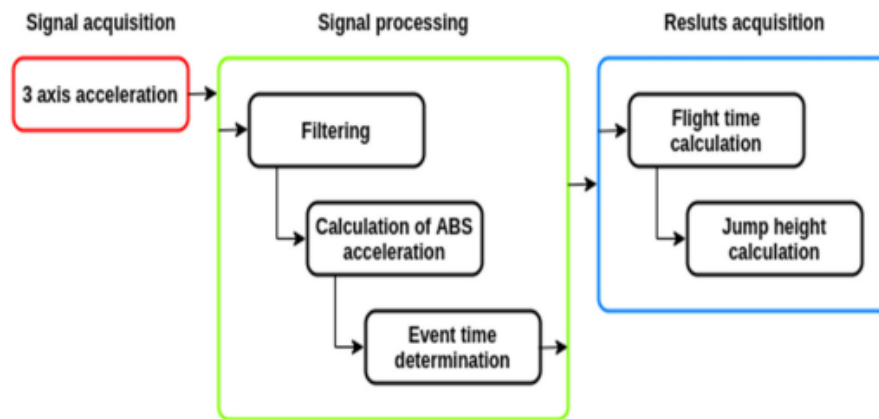 Signal acquisition
Signal processing
Resluts acquisition
3 axis acceleration
Filtering
Calculation of ABS
acceleration
Event time
determination
Flight time
calculation
Jump height
calculation